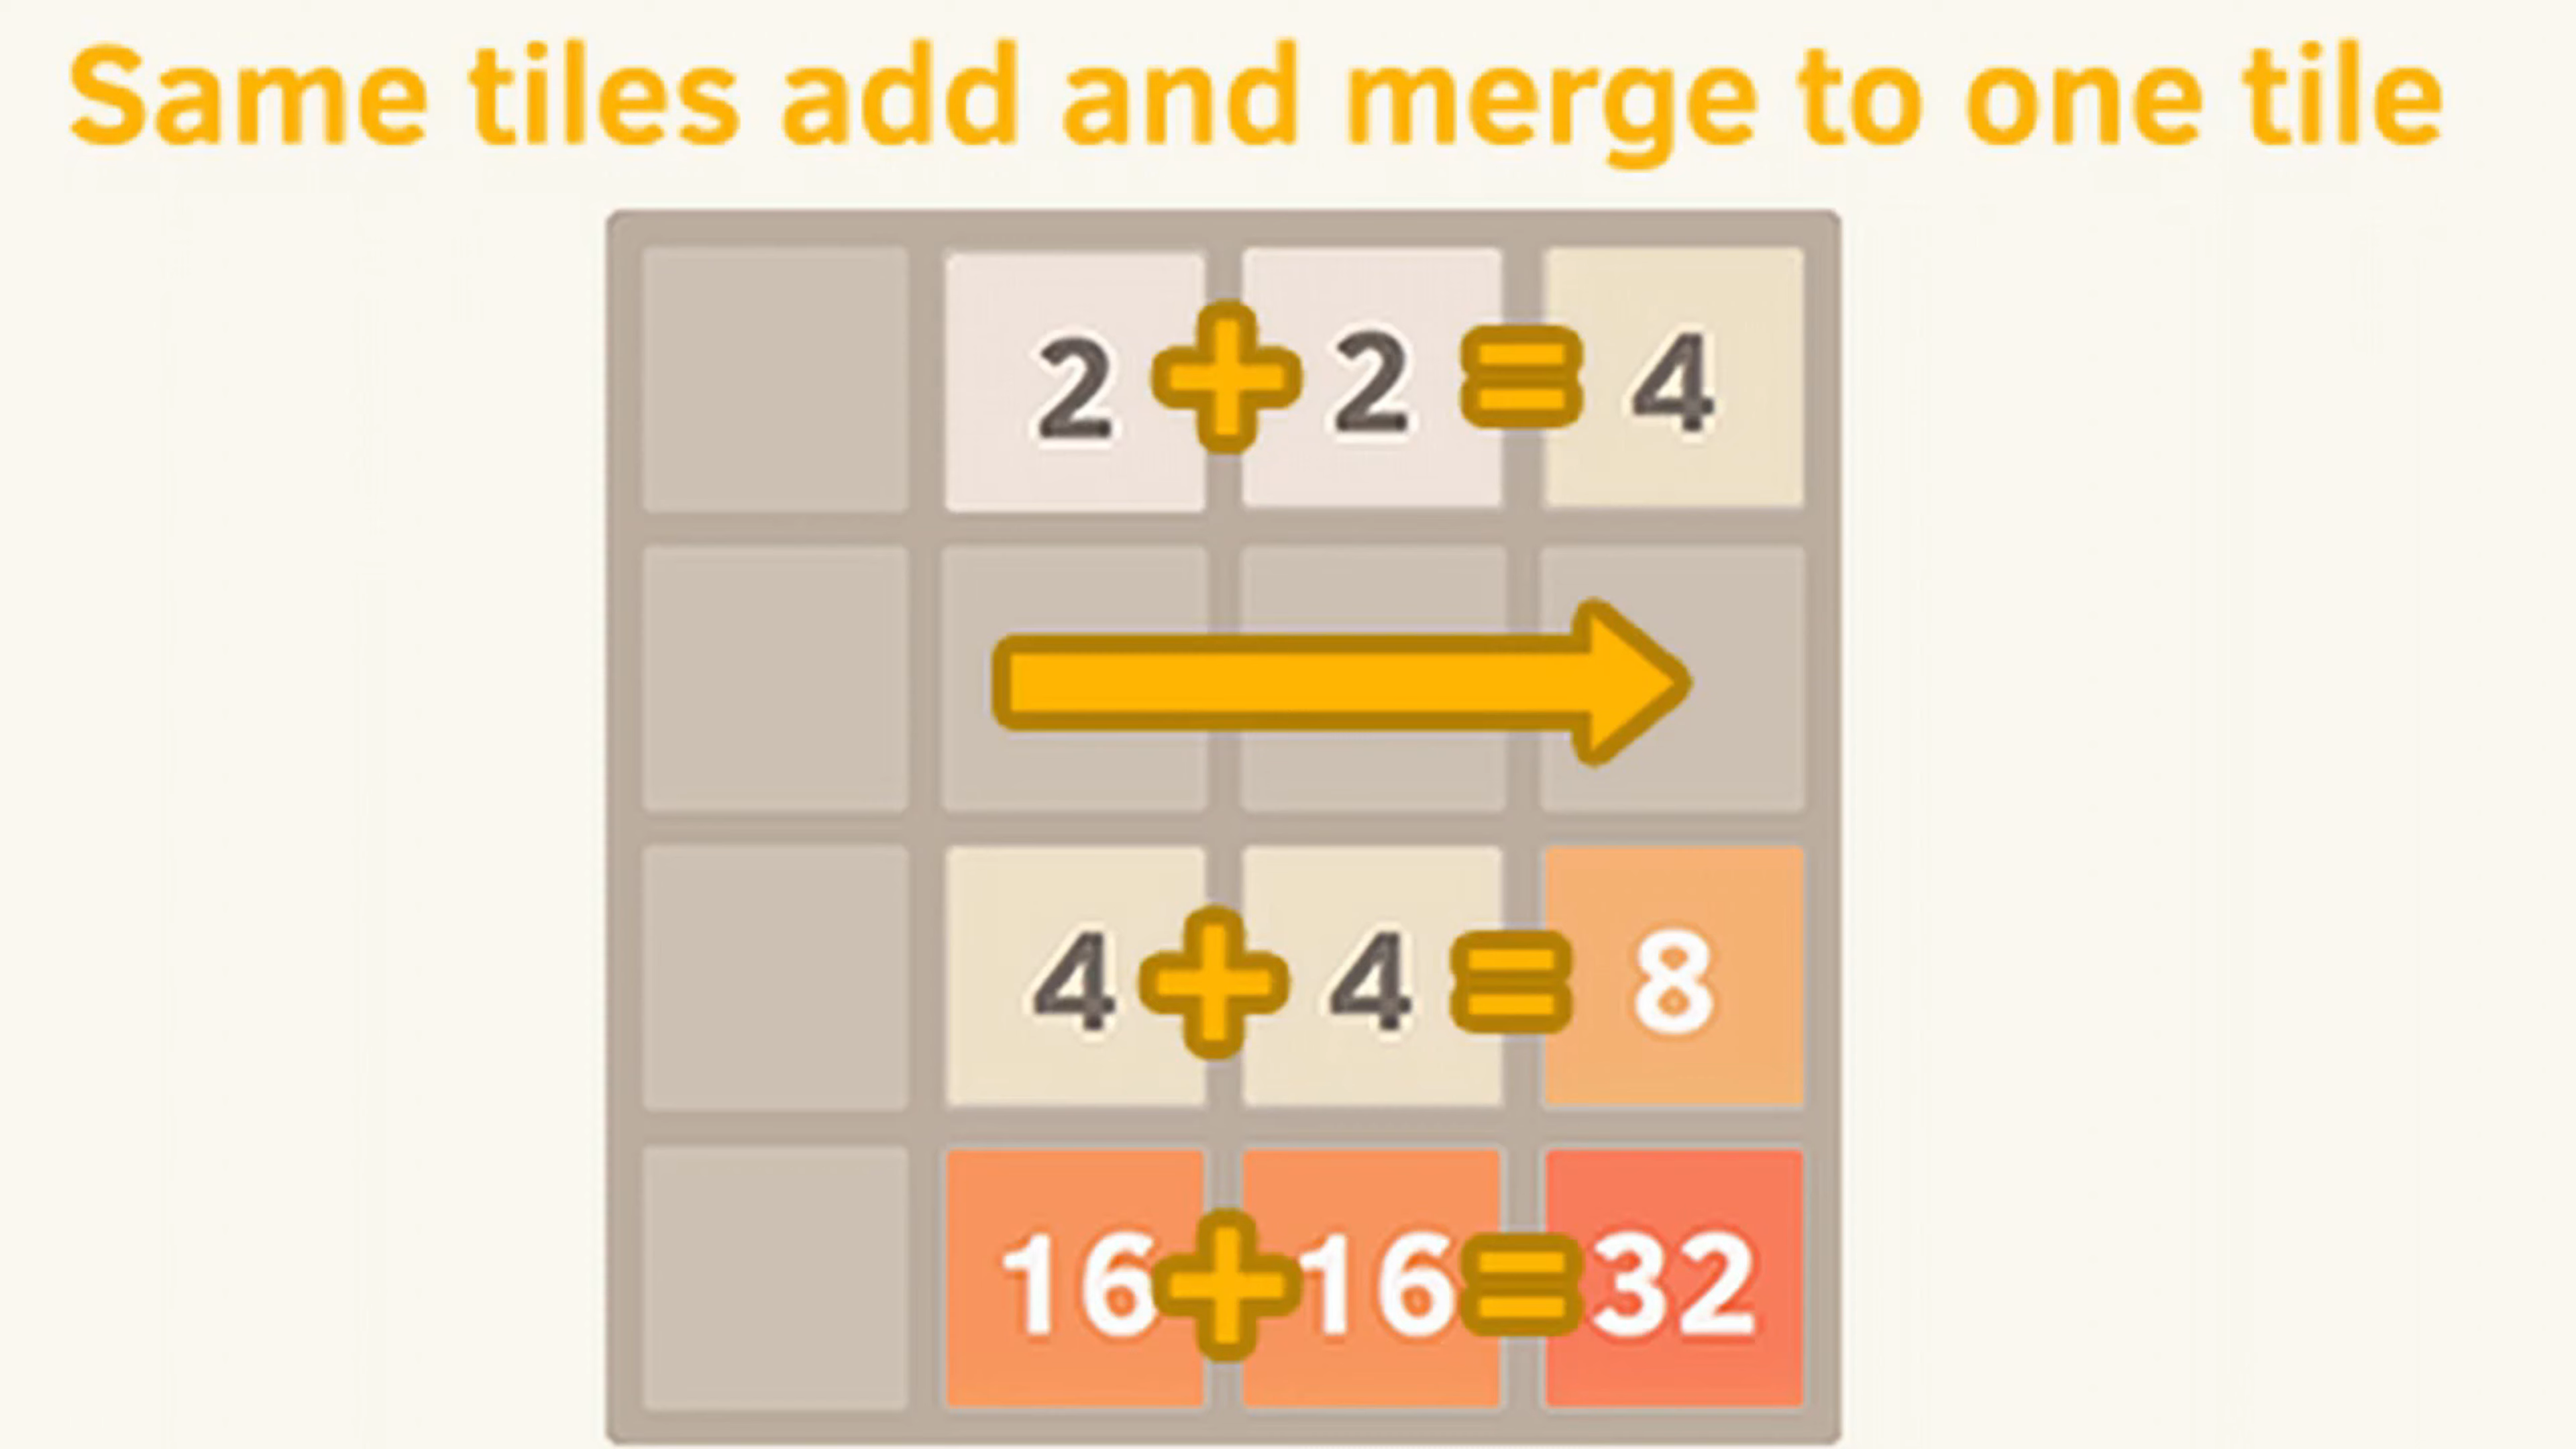 Same tiles add and merge to one tile
2 + 2 = 4
4 + 4 = 8
16 + 16 = 32